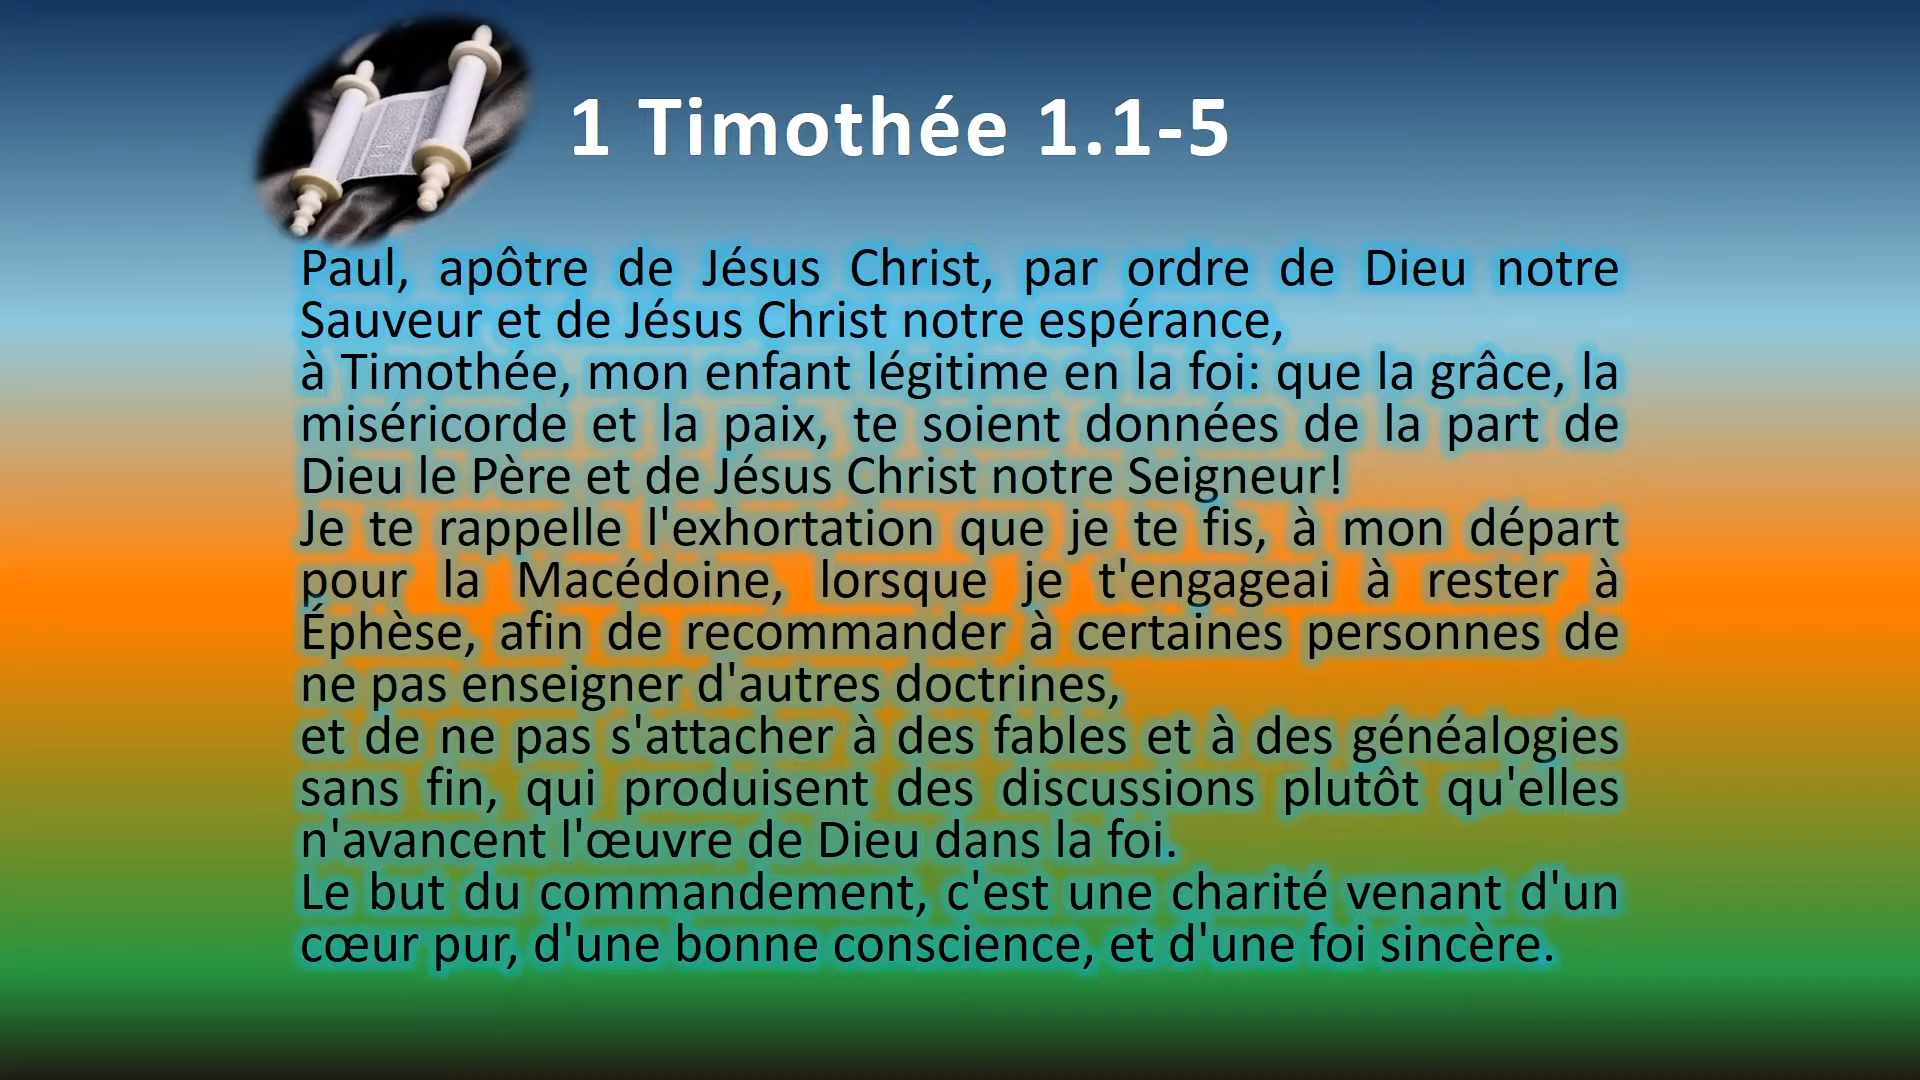 1 Timothée 1.1-5
Paul, apôtre de Jésus Christ, par ordre de Dieu notre
Sauveur et de Jésus Christ notre espérance,
à Timothée, mon enfant légitime en la foi: que la grâce, la
miséricorde et la paix, te soient données de la part de
Dieu le Père et de Jésus Christ notre Seigneur!
Je te rappelle l'exhortation que je te fis, à mon départ
pour la Macédoine, lorsque je t'engageai à rester à
Éphèse, afin de recommander à certaines personnes de
ne pas enseigner d'autres doctrines,
et de ne pas s'attacher à des fables et à des généalogies
sans fin, qui produisent des discussions plutôt qu'elles
n'avancent l'œuvre de Dieu dans la foi.
Le but du commandement, c'est une charité venant d'un
cœur pur, d'une bonne conscience, et d'une foi sincère.